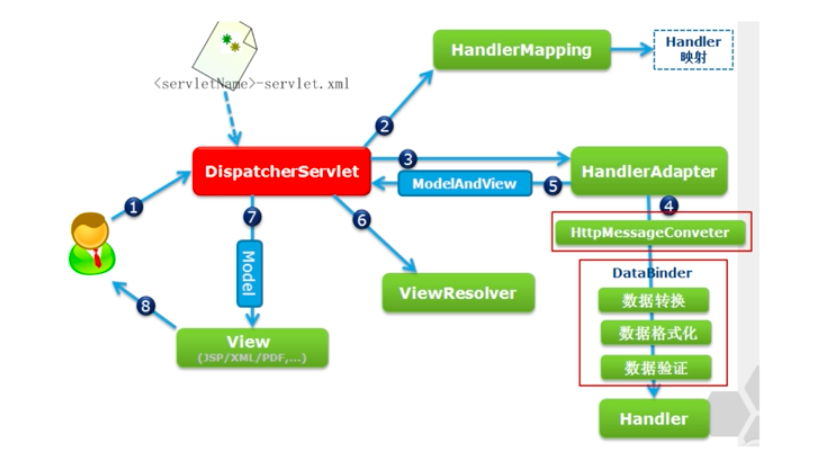 <servletName>-servlet.xml
HandlerMapping
Handler
映射
DispatcherServlet
HandlerAdapter
ModelAndView
HttpMessageConveter
DataBinder
数据转换
数据格式化
数据验证
Handler
ViewResolver
Model
View
(JSP/XML/PDF,...)
1
2
3
4
5
6
7
8